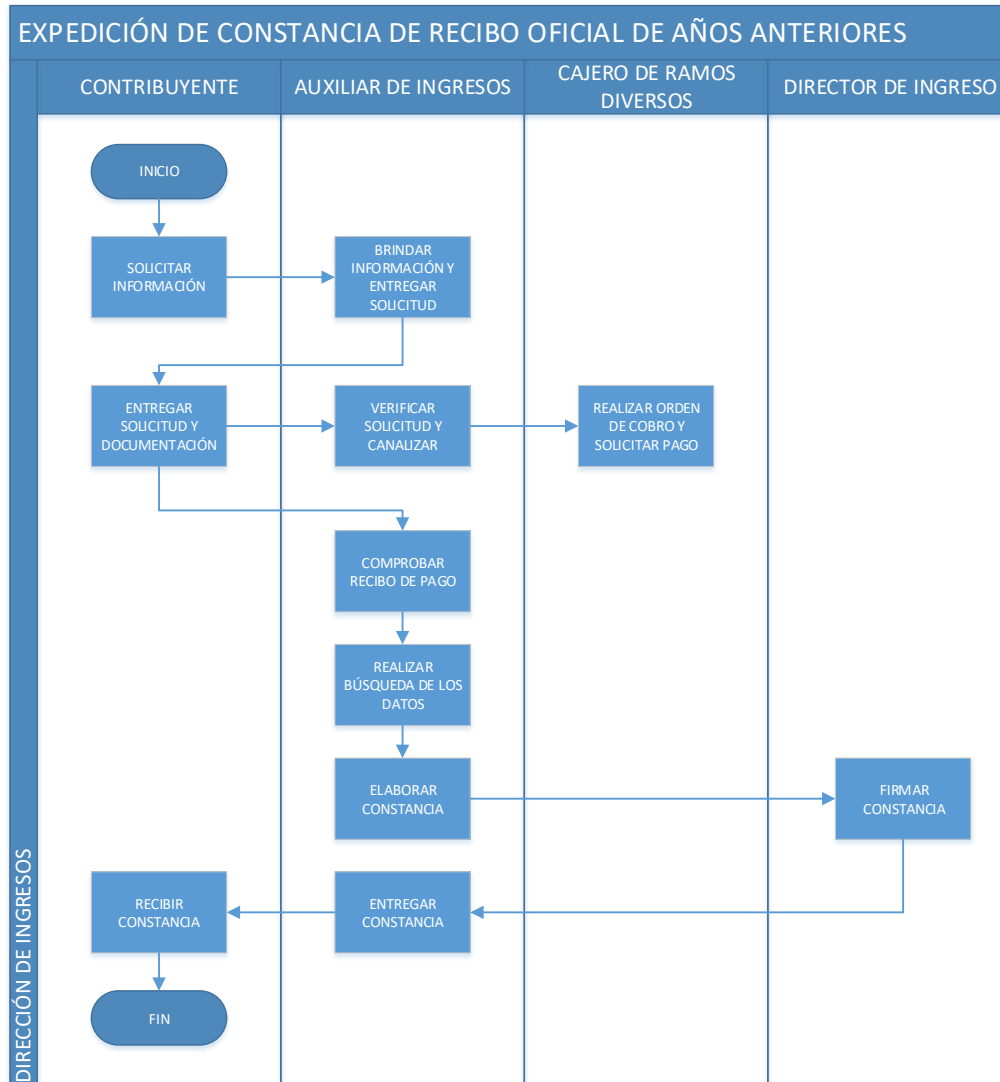 EXPEDICIÓN DE CONSTANCIA DE RECIBO OFICIAL DE AÑOS ANTERIORES
DIRECCIÓN DE INGRESOS
CONTRIBUYENTE
AUXILIAR DE INGRESOS
CAJERO DE RAMOS
DIVERSOS
DIRECTOR DE INGRESO
INICIO
SOLICITAR
INFORMACIÓN
BRINDAR
INFORMACIÓN Y
ENTREGAR
SOLICITUD
ENTREGAR
SOLICITUD Y
DOCUMENTACIÓN
VERIFICAR
SOLICITUD Y
CANALIZAR
REALIZAR ORDEN
DE COBRO Y
SOLICITAR PAGO
COMPROBAR
RECIBO DE PAGO
REALIZAR
BÚSQUEDA DE LOS
DATOS
ELABORAR
CONSTANCIA
FIRMAR
CONSTANCIA
RECIBIR
CONSTANCIA
ENTREGAR
CONSTANCIA
FIN